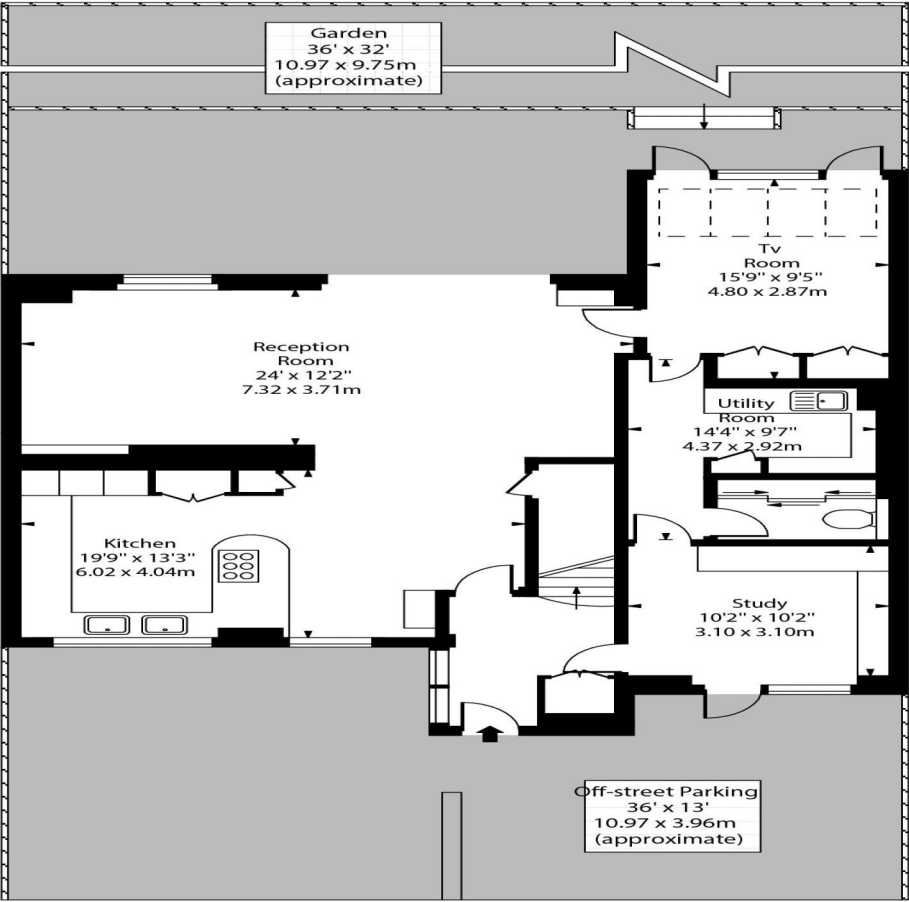 Garden
36' x 32'
10.97 x 9.75m
(approximate)
Tv
Room
15'9" x 9'5"
4.80 x 2.87m
Reception
Room
24' x 12'2"
7.32 x 3.71m
Utility
Room
14'4" x 9'7"
4.37 x 2.92m
Kitchen
19'9" x 13'3"
6.02 x 4.04m
Study
10'2" x 10'2"
3.10 x 3.10m
Off-street Parking
36' x 13'
10.97 x 3.96m
(approximate)